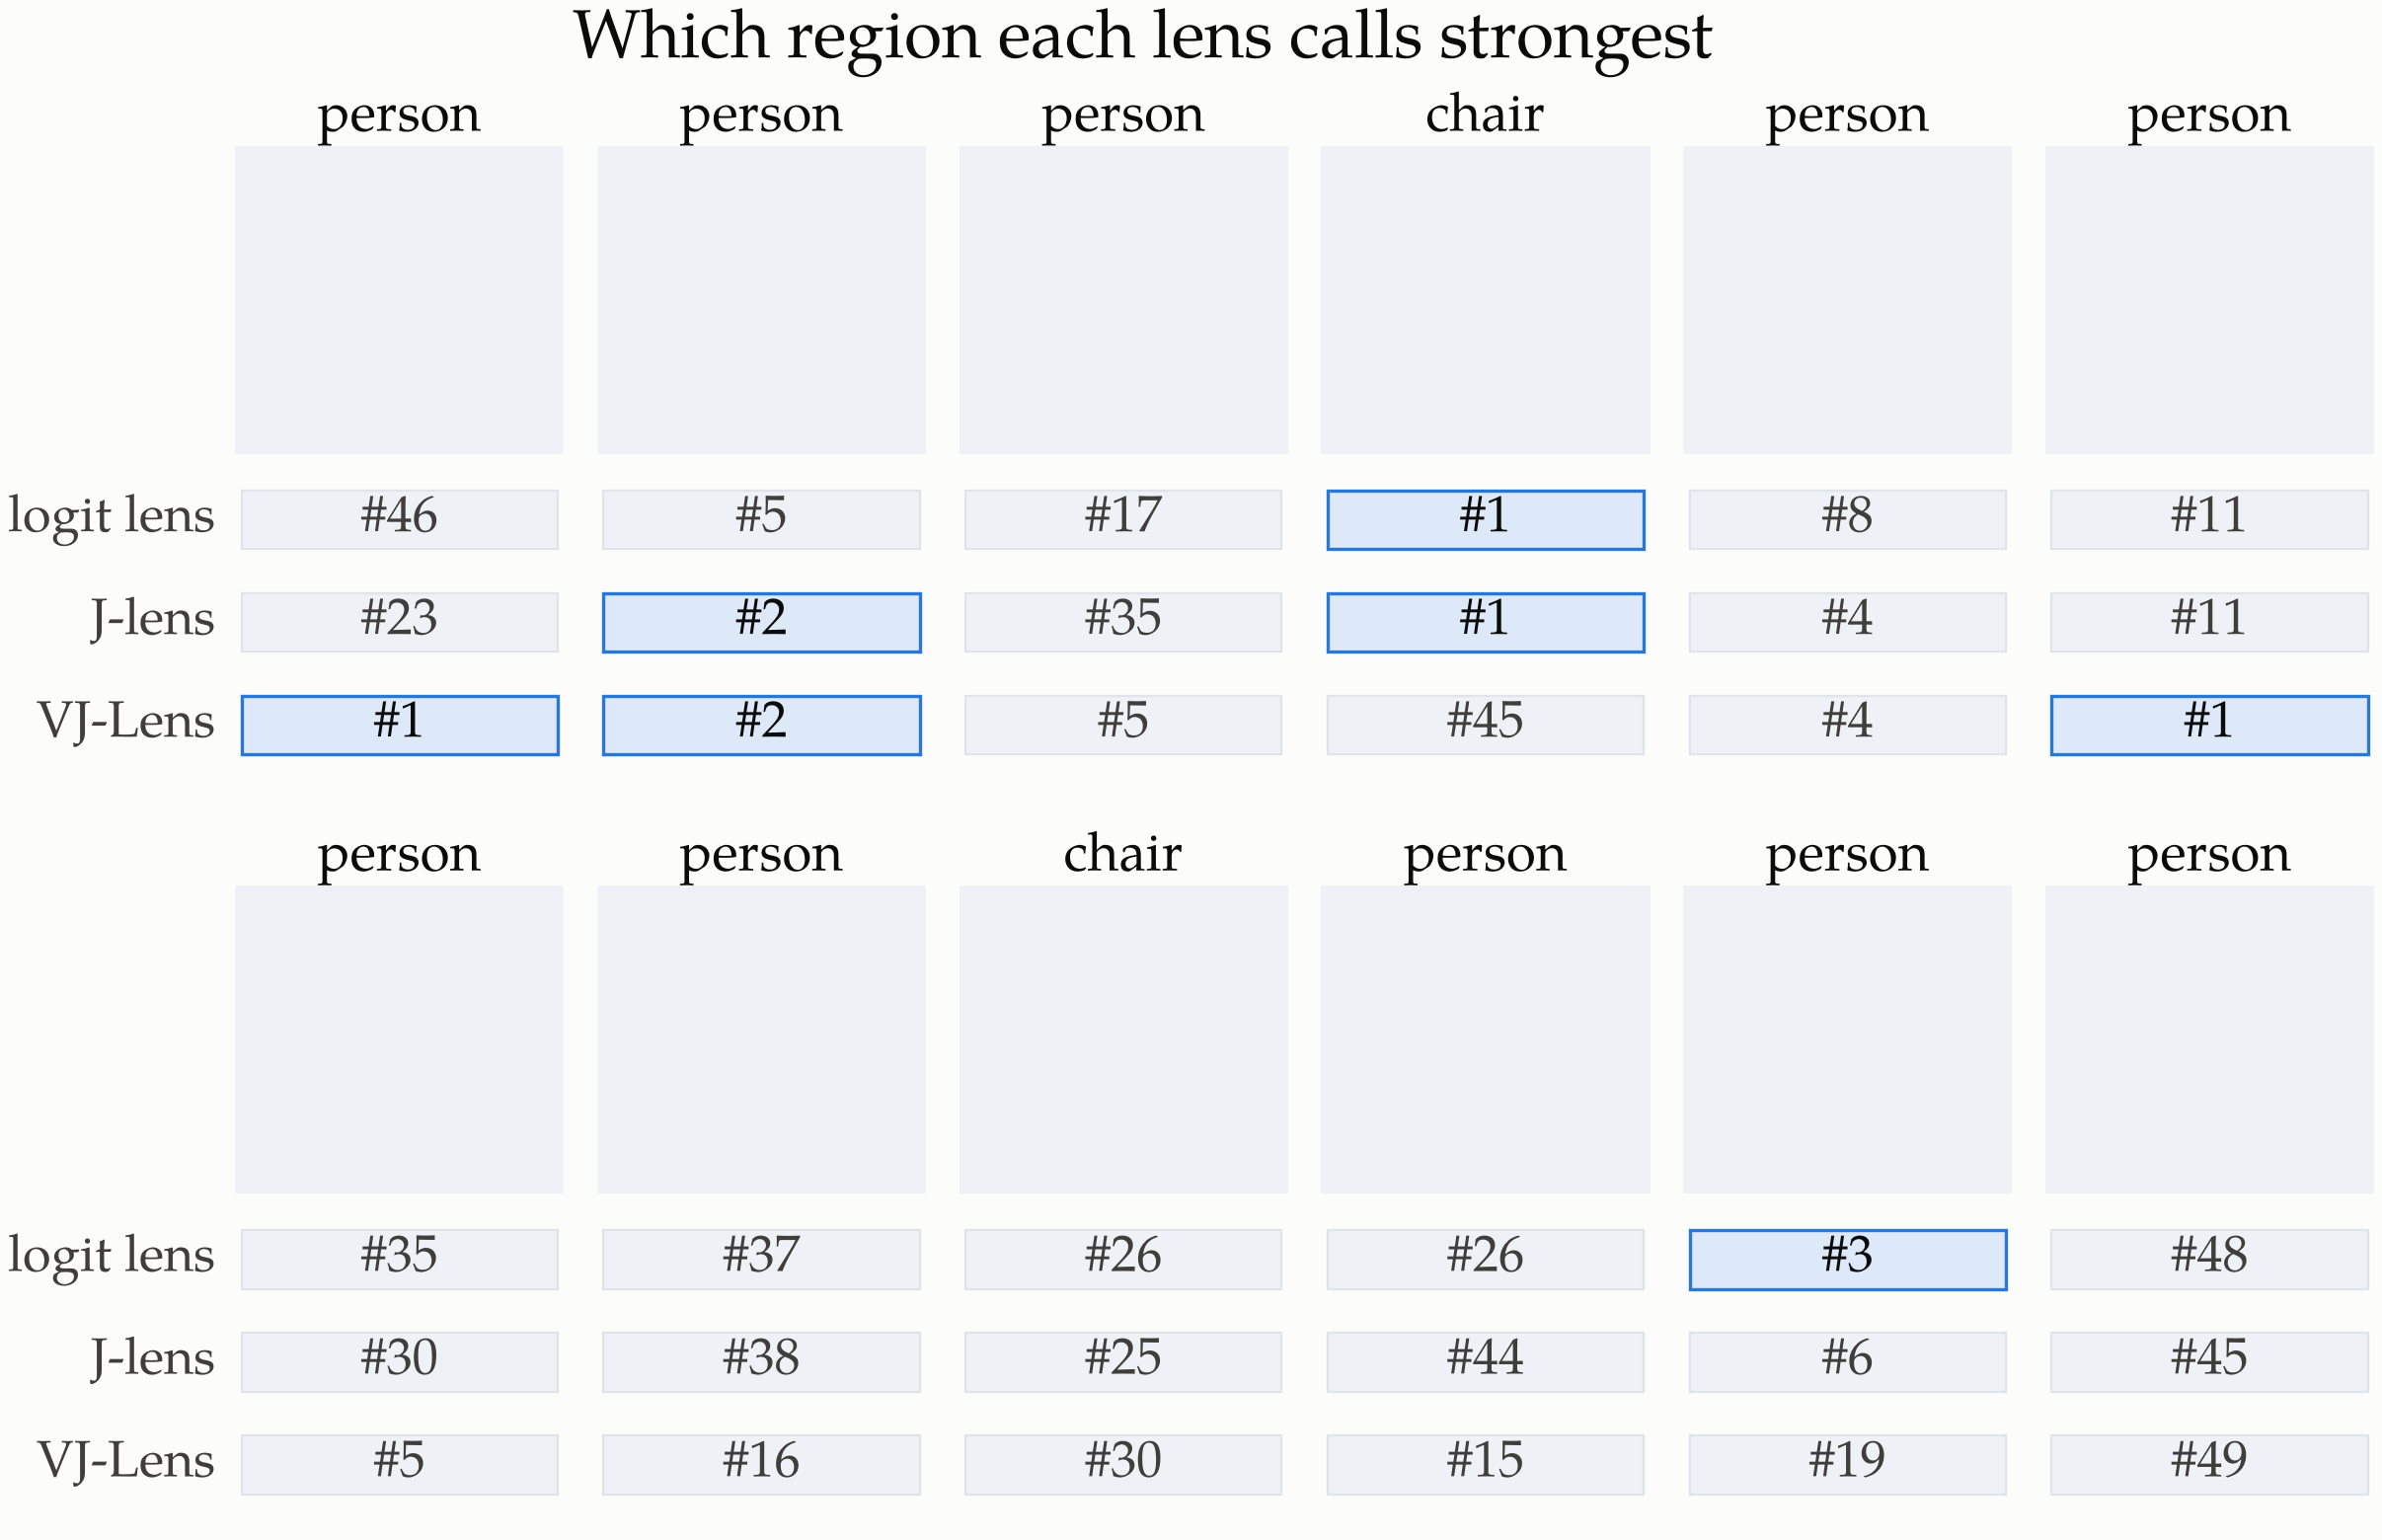 Which region each lens calls strongest
person person person chair person person
logit lens #46 #5 #17 #1 #8 #11
J-lens #23 #2 #35 #1 #4 #11
VJ-Lens #1 #2 #5 #45 #4 #1
person person chair person person person
logit lens #35 #37 #26 #26 #3 #48
J-lens #30 #38 #25 #44 #6 #45
VJ-Lens #5 #16 #30 #15 #19 #49